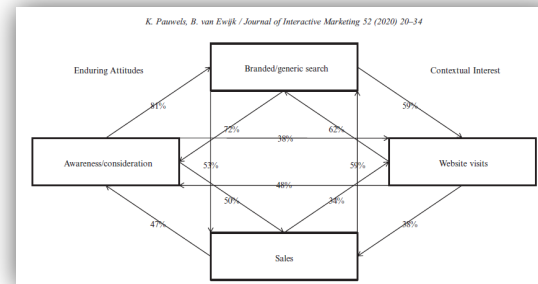 K. Pauwels, B. van Ewijk / Journal of Interactive Marketing 52 (2020) 20–34
Enduring Attitudes
Branded/generic search
Contextual Interest
81%
59%
72%
38%
62%
Awareness/consideration
53%
59%
Website visits
48%
50%
34%
47%
38%
Sales